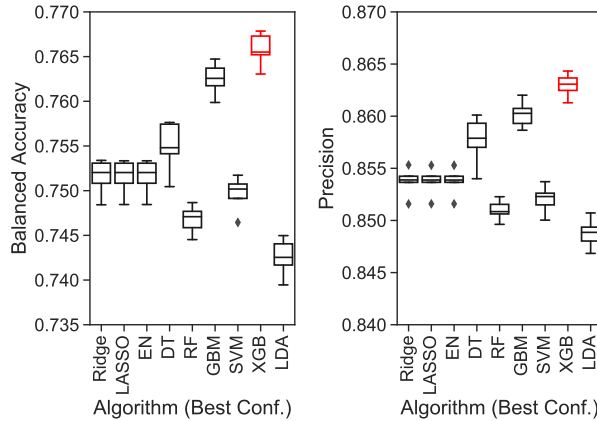 0.770
0.765
0.760
0.755
0.750
0.745
0.740
0.735
Balanced Accuracy
Ridge
LASSO
EN
DT
RF
GBM
SVM
XGB
LDA
Algorithm (Best Conf.)
0.870
0.865
0.860
0.855
0.850
0.845
0.840
Precision
Ridge
LASSO
EN
DT
RF
GBM
SVM
XGB
LDA
Algorithm (Best Conf.)